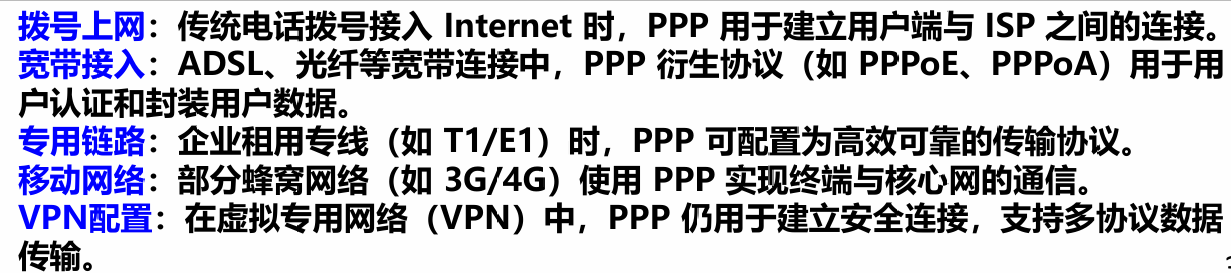 拨号上网：传统电话拨号接入 Internet 时，PPP 用于建立用户端与 ISP 之间的连接。
宽带接入：ADSL、光纤等宽带连接中，PPP 衍生协议（如 PPPoE、PPPoA）用于用
户认证和封装用户数据。
专用链路：企业租用专线（如 T1/E1）时，PPP 可配置为高效可靠的传输协议。
移动网络：部分蜂窝网络（如 3G/4G）使用 PPP 实现终端与核心网的通信。
VPN配置：在虚拟专用网络（VPN）中，PPP 仍用于建立安全连接，支持多协议数据
传输。